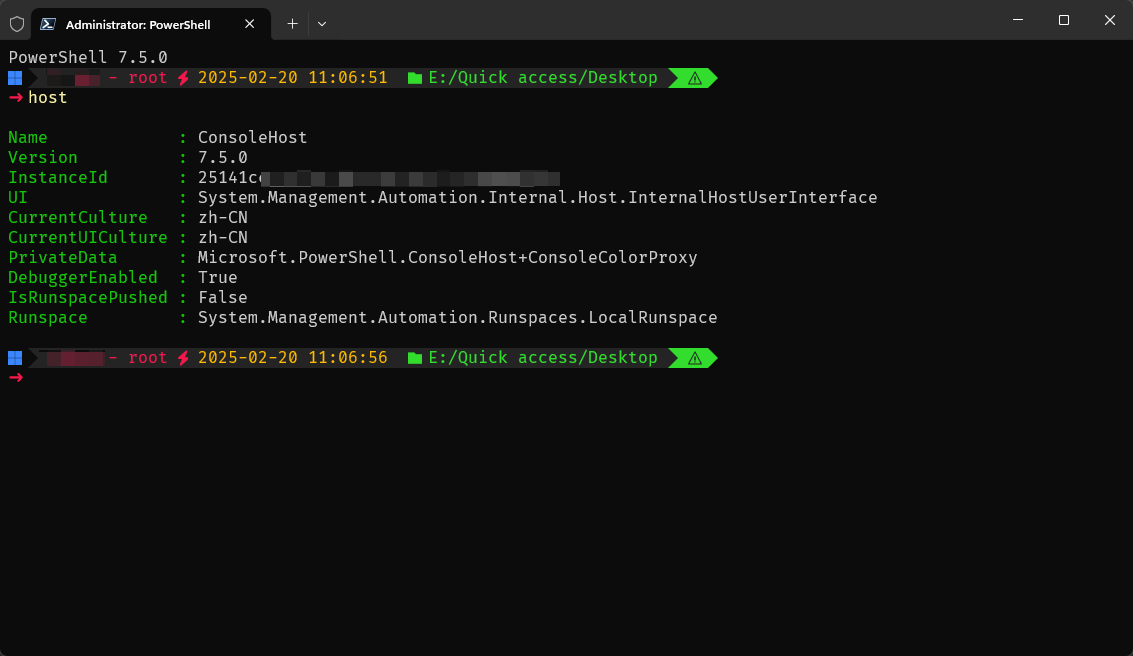 Administrator: PowerShell
PowerShell 7.5.0
- root 2025-02-20 11:06:51 E:/Quick access/Desktop
→ host
Name : ConsoleHost
Version : 7.5.0
InstanceId : 25141c
UI : System.Management.Automation.Internal.Host.InternalHostUserInterface
CurrentCulture : zh-CN
CurrentUICulture : zh-CN
PrivateData : Microsoft.PowerShell.ConsoleHost+ConsoleColorProxy
DebuggerEnabled : True
IsRunspacePushed : False
Runspace : System.Management.Automation.Runspaces.LocalRunspace
- root 2025-02-20 11:06:56 E:/Quick access/Desktop
→